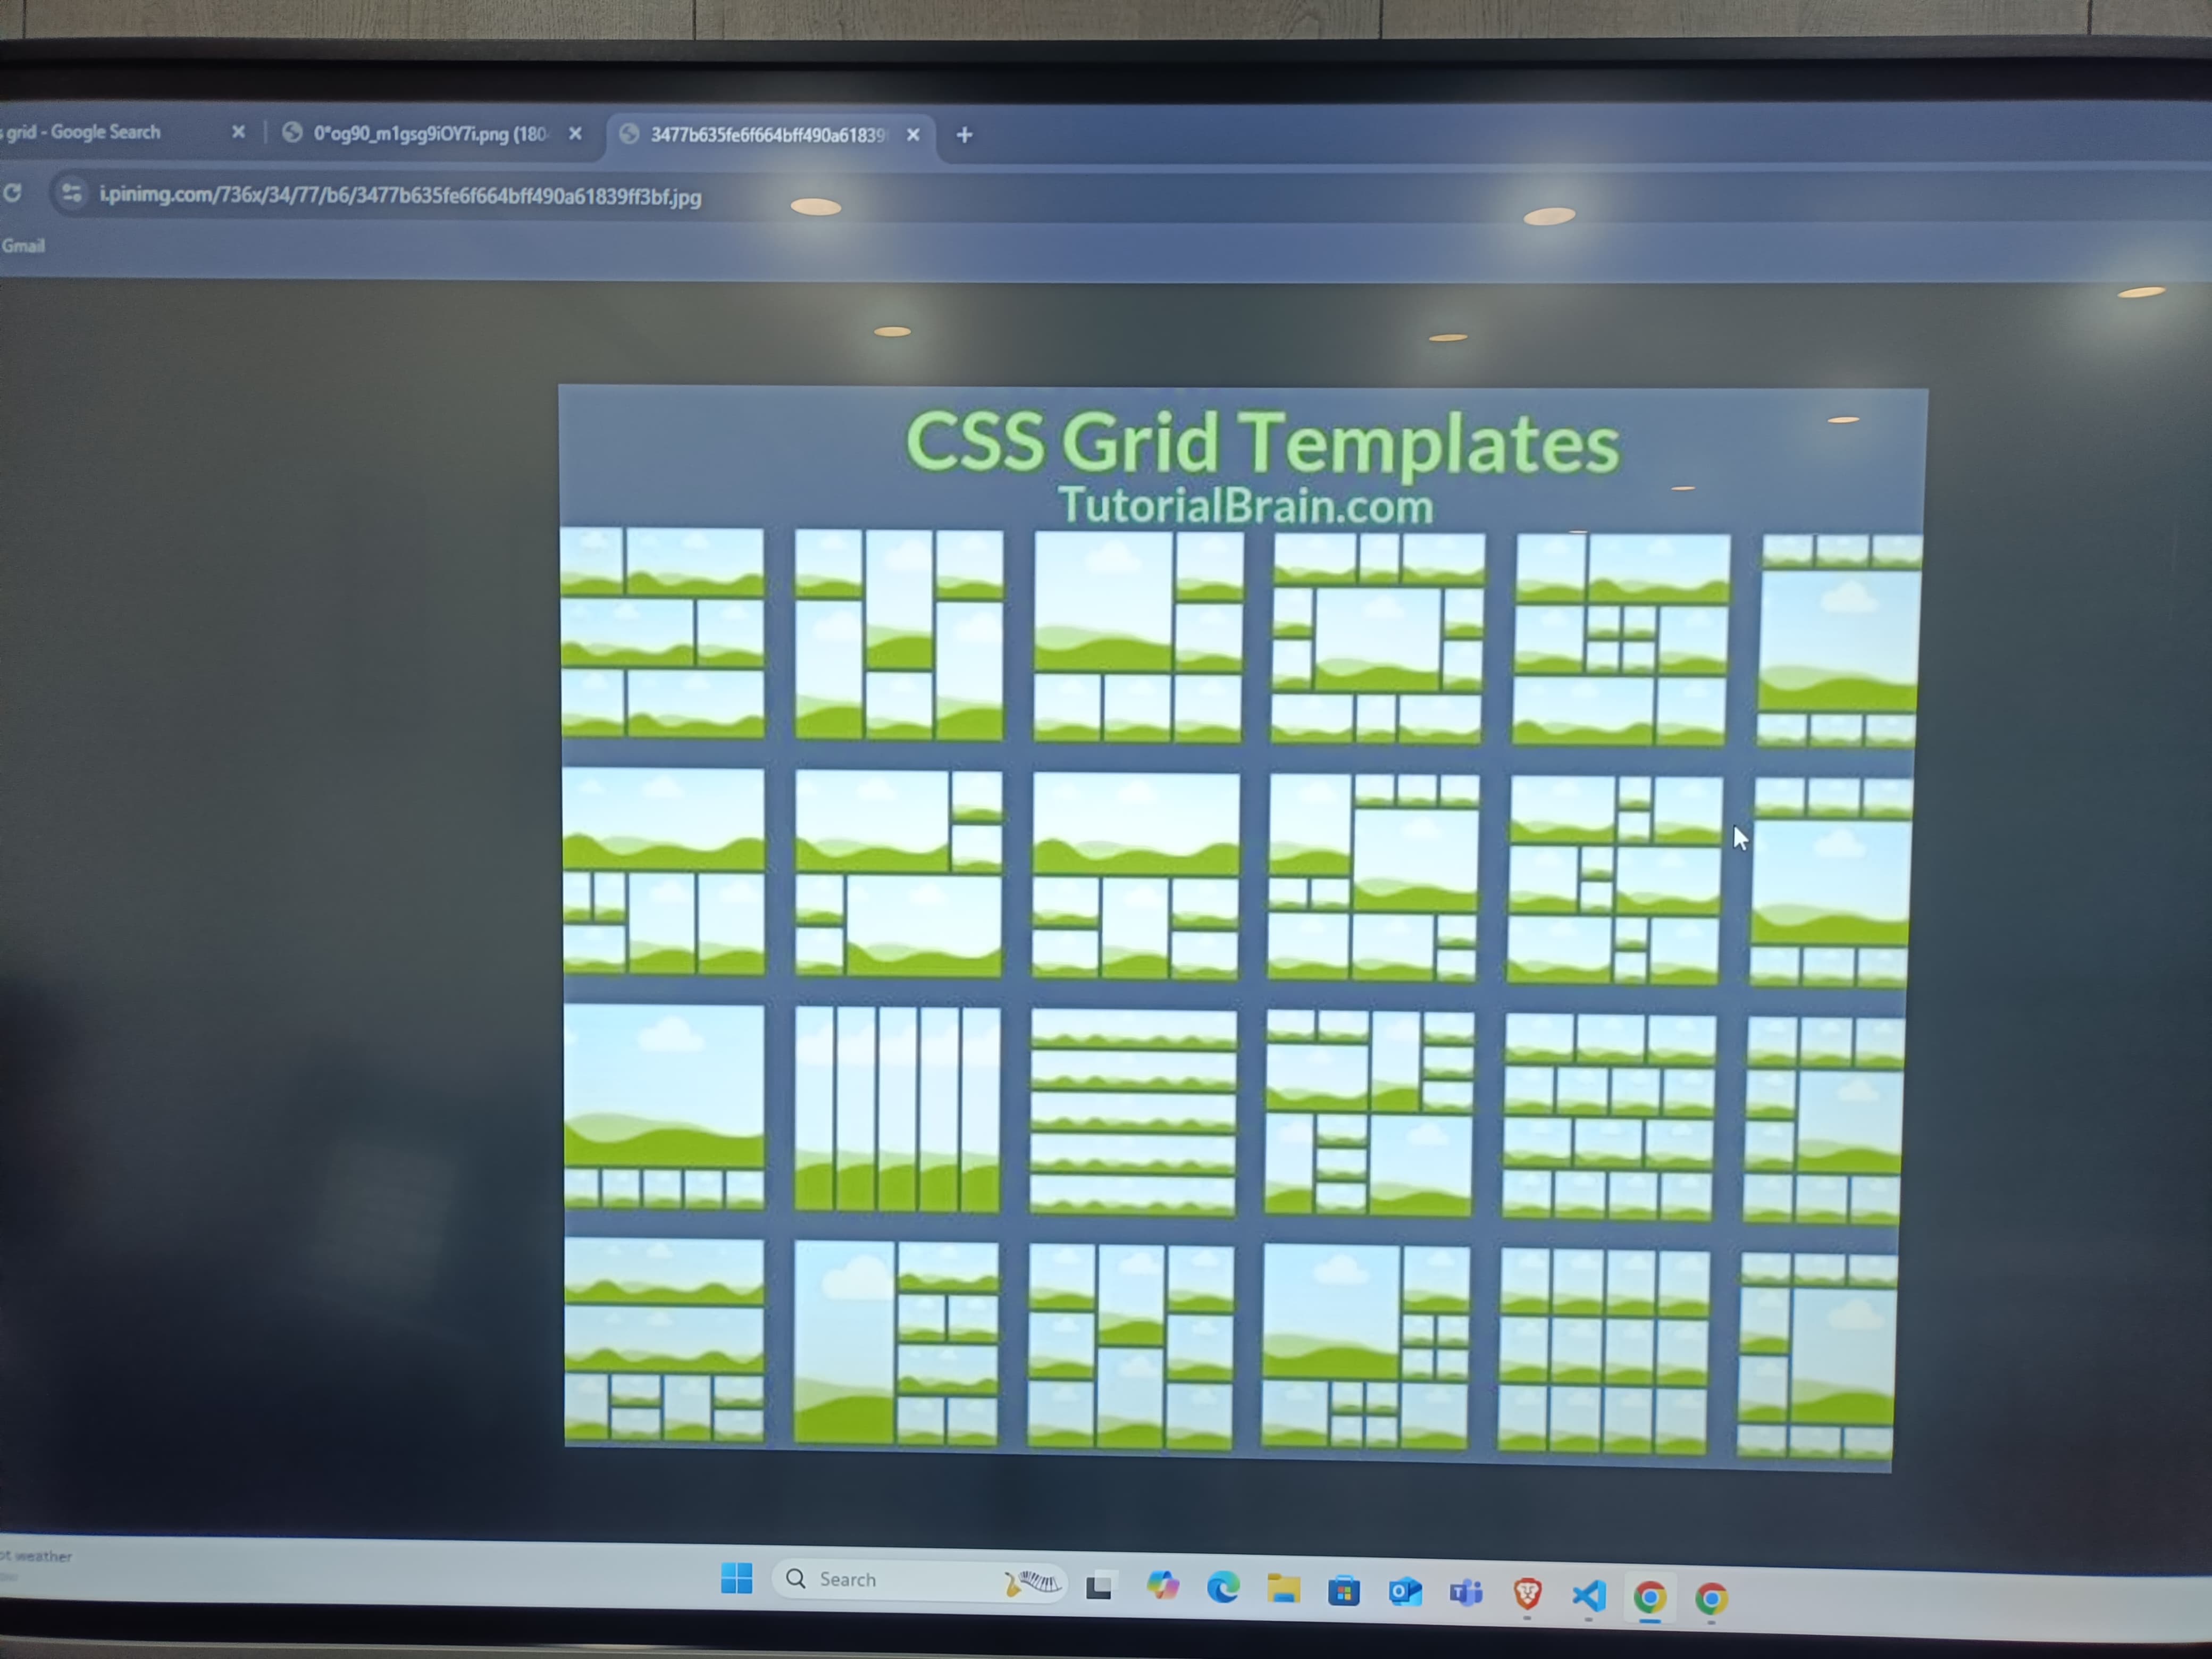 s grid - Google Search
0*og90_m1gsg9iOY7i.png (180
3477b635fe6f664bff490a61839
i.pinimg.com/736x/34/77/b6/3477b635fe6f664bff490a61839ff3bf.jpg
Gmail
CSS Grid Templates
TutorialBrain.com
ot weather
Search